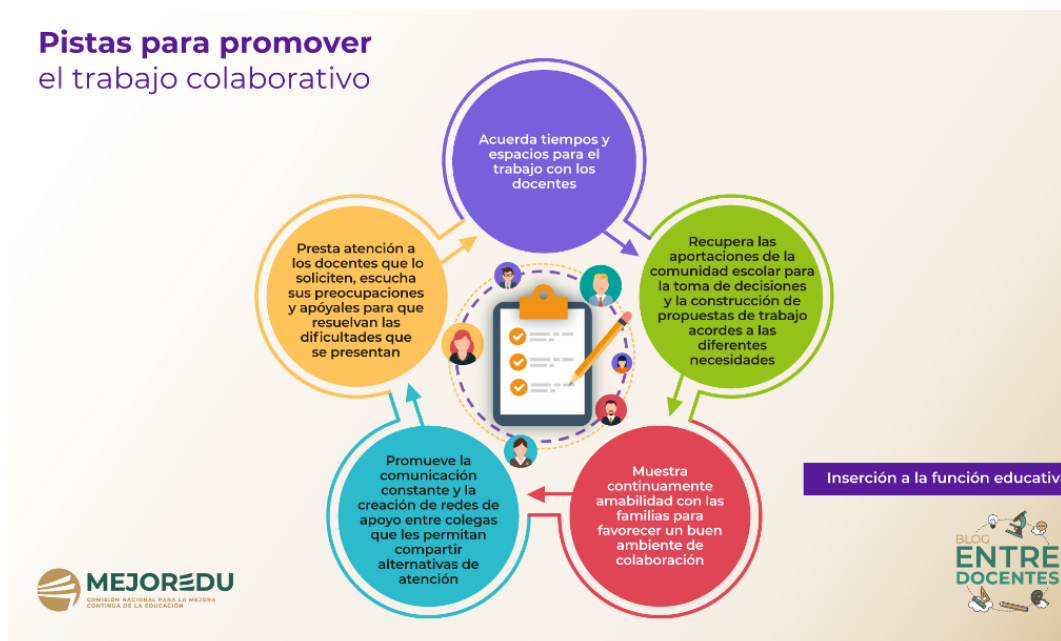 Pistas para promover
el trabajo colaborativo
Acuerda tiempos y
espacios para el
trabajo con los
docentes
Recupera las
aportaciones de la
comunidad escolar para
la toma de decisiones
y la construcción de
propuestas de trabajo
acordes a las
diferentes
necesidades
Muestra
continuamente
amabilidad con las
familias para
favorecer un buen
ambiente de
colaboración
Promueve la
comunicación
constante y la
creación de redes de
apoyo entre colegas
que les permitan
compartir
alternativas de
atención
Presta atención a
los docentes que lo
soliciten, escucha
sus preocupaciones
y apóyales para que
resuelvan las
dificultades que
se presentan
Inserción a la función educativa
MEJOREDU
COMISIÓN NACIONAL PARA LA MEJORA
CONTINUA DE LA EDUCACIÓN
BLOG
ENTRE
DOCENTES